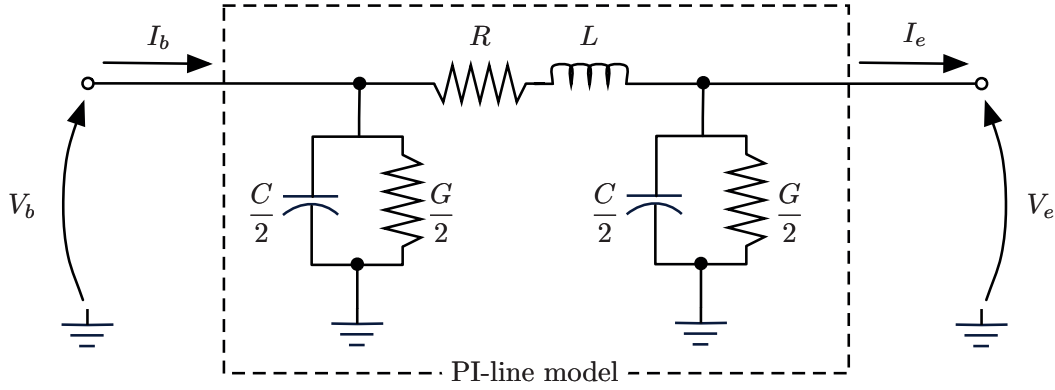 I_b R L I_e
V_b C/2 G/2 C/2 G/2 V_e
PI-line model